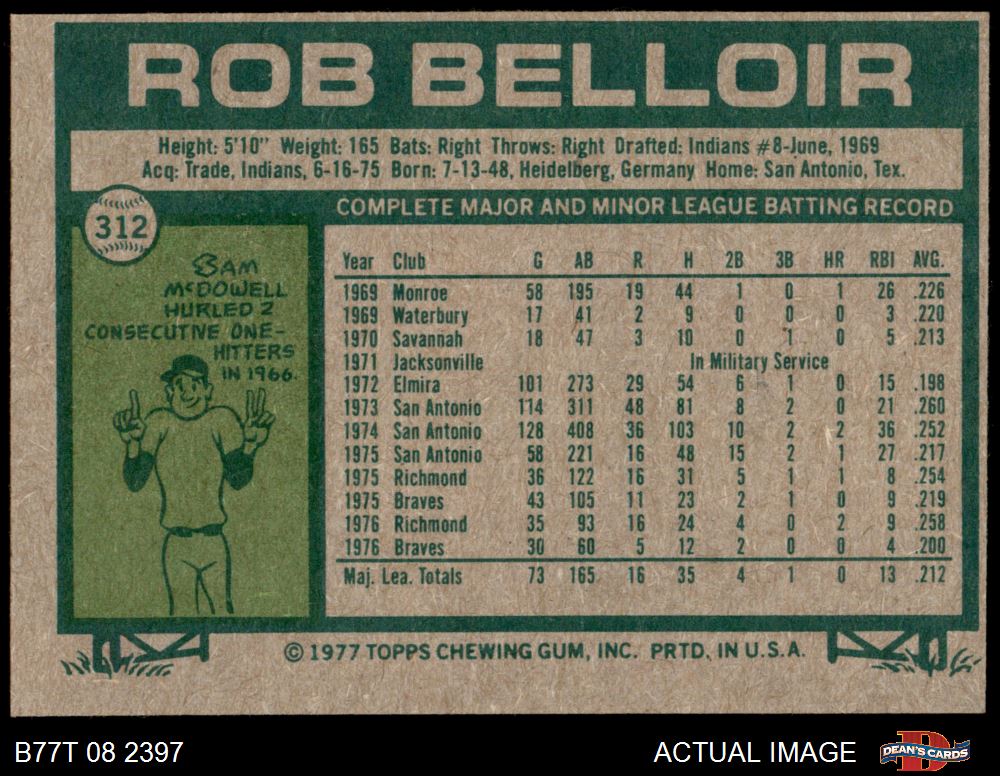 ROB BELLOIR
Height: 5'10" Weight: 165 Bats: Right Throws: Right Drafted: Indians #8-June, 1969
Acq: Trade, Indians, 6-16-75 Born: 7-13-48, Heidelberg, Germany Home: San Antonio, Tex.
312
SAM
McDOWELL
HURLED 2
CONSECUTIVE ONE-
HITTERS
IN 1966.
COMPLETE MAJOR AND MINOR LEAGUE BATTING RECORD
Year Club G AB R H 2B 3B HR RBI AVG.
1969 Monroe 58 195 19 44 1 0 1 26 .226
1969 Waterbury 17 41 2 9 0 0 0 3 .220
1970 Savannah 18 47 3 10 0 1 0 5 .213
1971 Jacksonville In Military Service
1972 Elmira 101 273 29 54 6 1 0 15 .198
1973 San Antonio 114 311 48 81 8 2 0 21 .260
1974 San Antonio 128 408 36 103 10 2 2 36 .252
1975 San Antonio 58 221 16 48 15 2 1 27 .217
1975 Richmond 36 122 16 31 5 1 1 8 .254
1975 Braves 43 105 11 23 2 1 0 9 .219
1976 Richmond 35 93 16 24 4 0 2 9 .258
1976 Braves 30 60 5 12 2 0 0 4 .200
Maj. Lea. Totals 73 165 16 35 4 1 0 13 .212
© 1977 TOPPS CHEWING GUM, INC. PRTD. IN U.S.A.
B77T 08 2397
ACTUAL IMAGE
D
DEAN'S CARDS